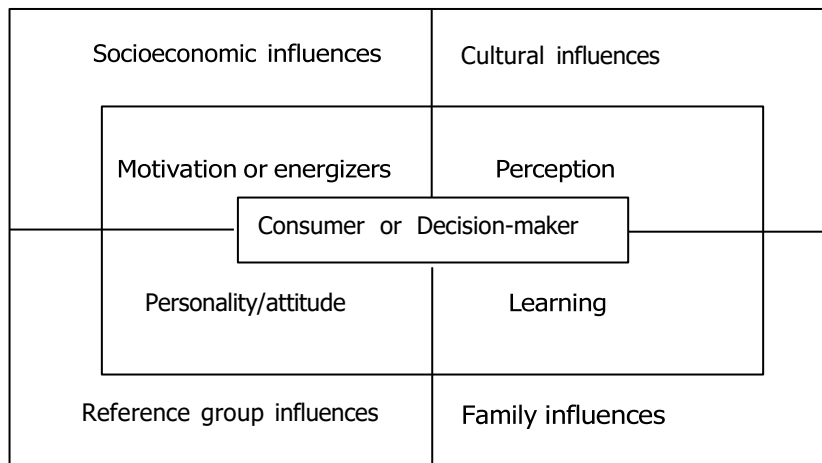 Socioeconomic influences
Cultural influences
Motivation or energizers
Perception
Consumer or Decision-maker
Personality/attitude
Learning
Reference group influences
Family influences